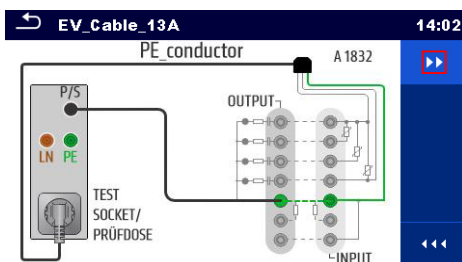 EV_Cable_13A
14:02
PE_conductor
A 1832
P/S
OUTPUT
LN PE
TEST
SOCKET/
PRÜFDOSE
INPUT